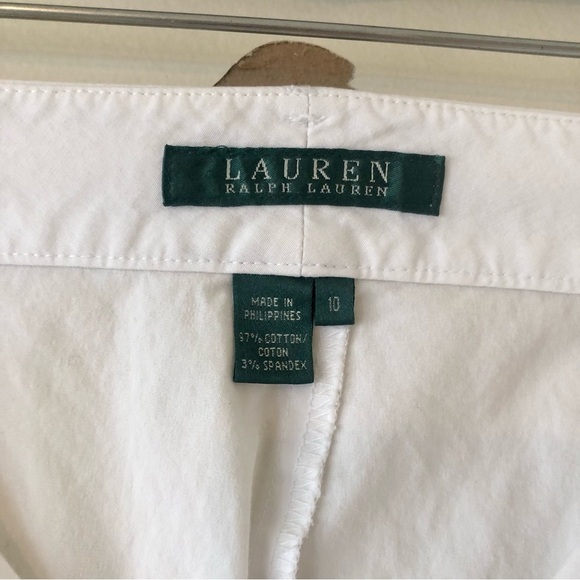 LAUREN
RALPH LAUREN
MADE IN
PHILIPPINES
10
97% COTTON/
COTON
3% SPANDEX